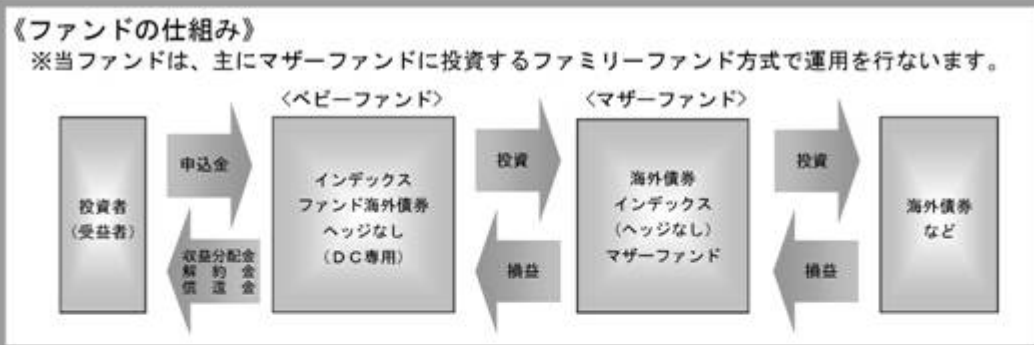 《ファンドの仕組み》
※当ファンドは、主にマザーファンドに投資するファミリーファンド方式で運用を行ないます。
〈ベビーファンド〉
〈マザーファンド〉
投資者
(受益者)
申込金
収益分配金
解約金
償還金
インデックス
ファンド海外債券
ヘッジなし
(DC専用)
投資
損益
海外債券
インデックス
(ヘッジなし)
マザーファンド
投資
損益
海外債券
など